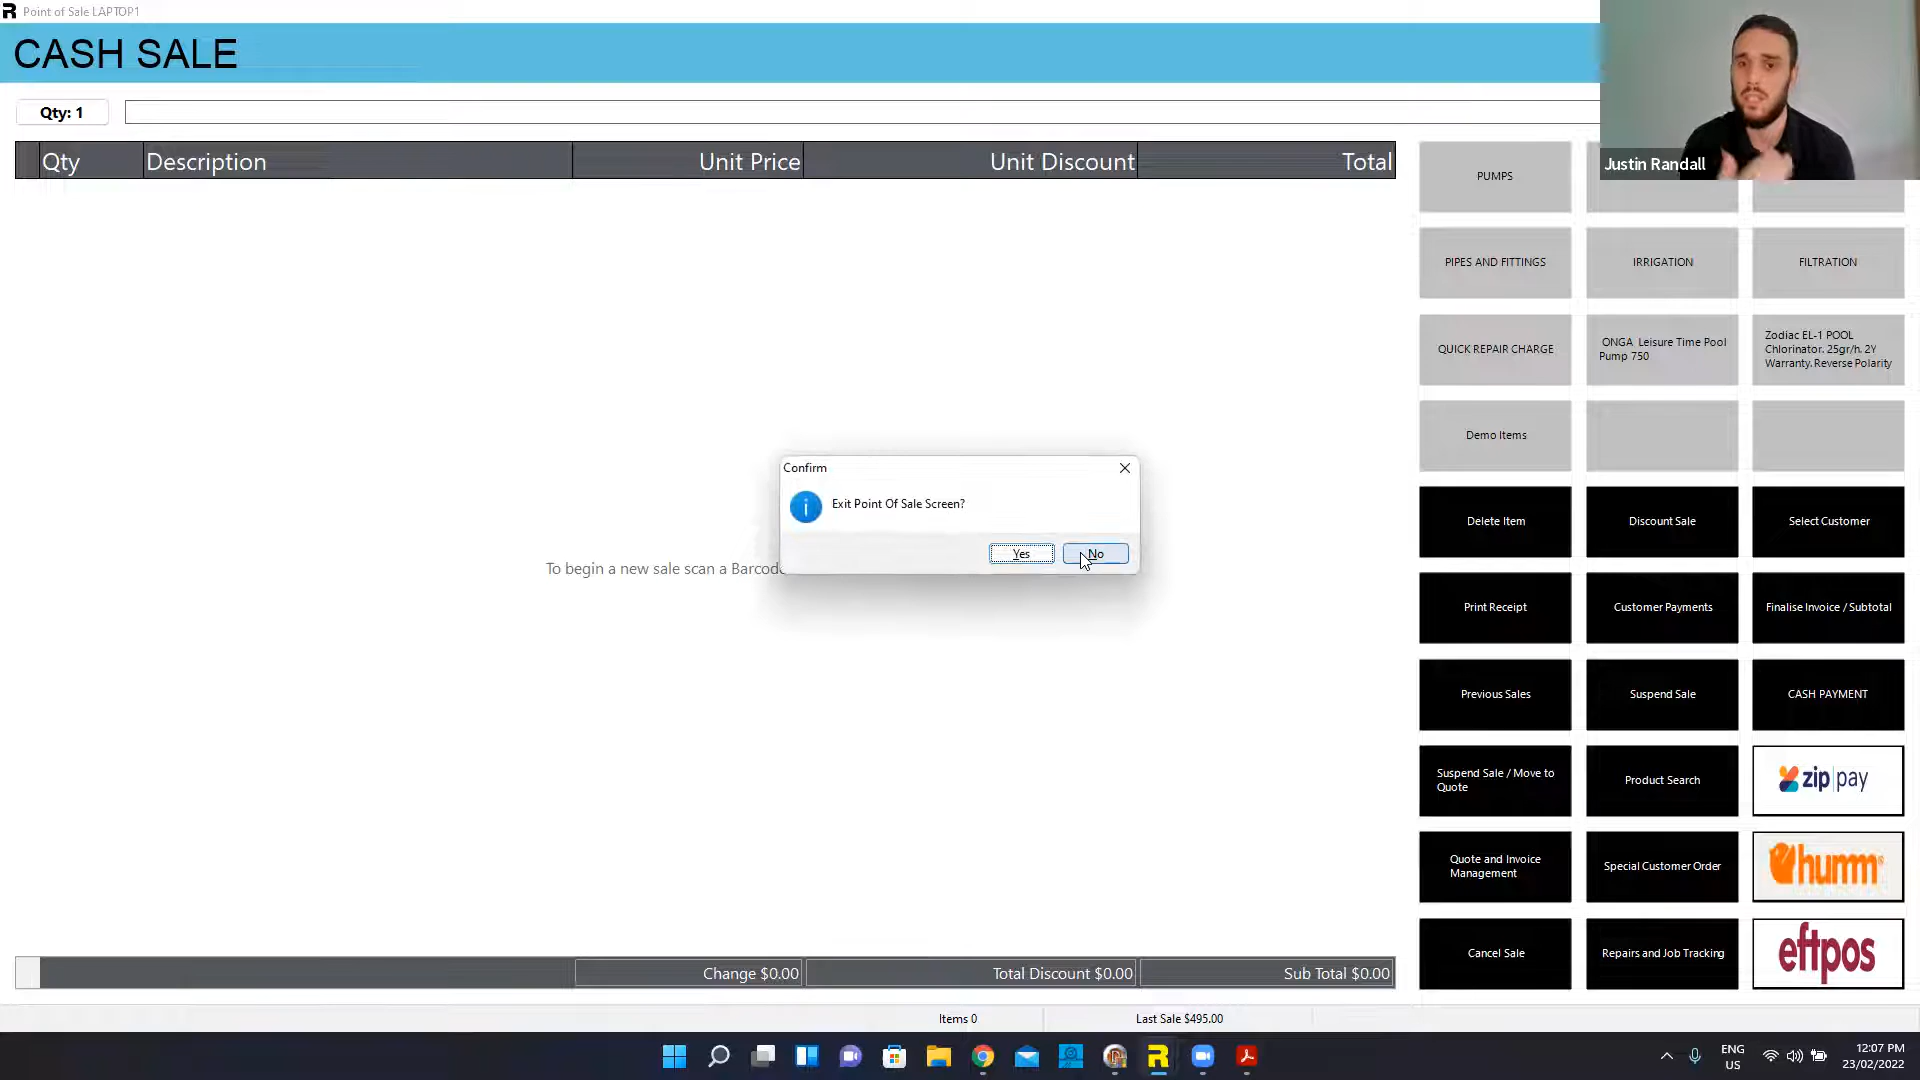 Point of Sale LAPTOP1
CASH SALE
Qty: 1
Qty Description Unit Price Unit Discount Total
Justin Randall
PUMPS
PIPES AND FITTINGS
IRRIGATION
FILTRATION
QUICK REPAIR CHARGE
ONGA Leisure Time Pool
Pump 750
Zodiac EL-1 POOL
Chlorinator. 25gr/h. 2Y
Warranty. Reverse Polarity
Demo Items
Confirm
Exit Point Of Sale Screen?
Yes
No
To begin a new sale scan a
Delete Item
Discount Sale
Select Customer
Print Receipt
Customer Payments
Finalise Invoice / Subtotal
Previous Sales
Suspend Sale
CASH PAYMENT
Suspend Sale / Move to
Quote
Product Search
zip pay
Quote and Invoice
Management
Special Customer Order
humm
Cancel Sale
Repairs and Job Tracking
eftpos
Change $0.00
Total Discount $0.00
Sub Total $0.00
Items 0
Last Sale $495.00
ENG
US
12:07 PM
23/02/2022